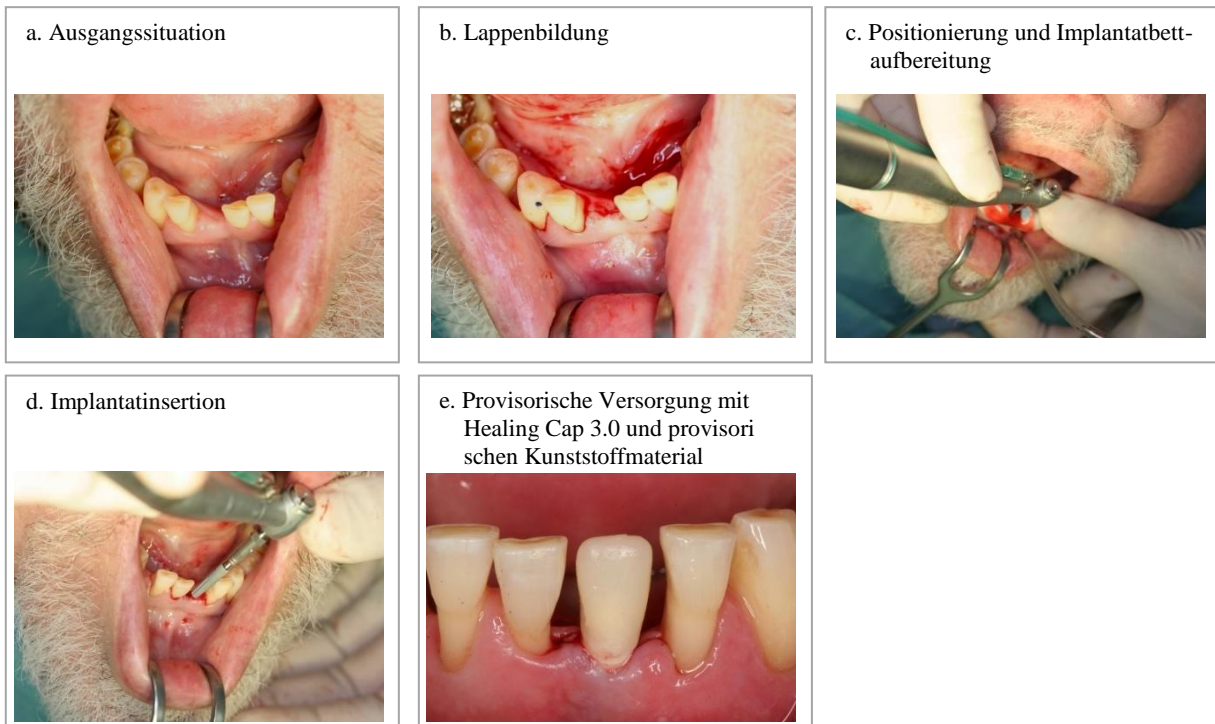 a. Ausgangssituation
b. Lappenbildung
c. Positionierung und Implantatbett-
aufbereitung
d. Implantatinsertion
e. Provisorische Versorgung mit
Healing Cap 3.0 und provisori
schen Kunststoffmaterial